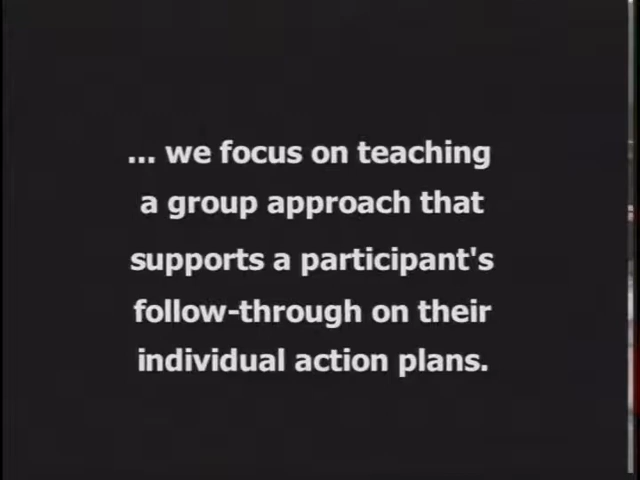 ... we focus on teaching
a group approach that
supports a participant's
follow-through on their
individual action plans.